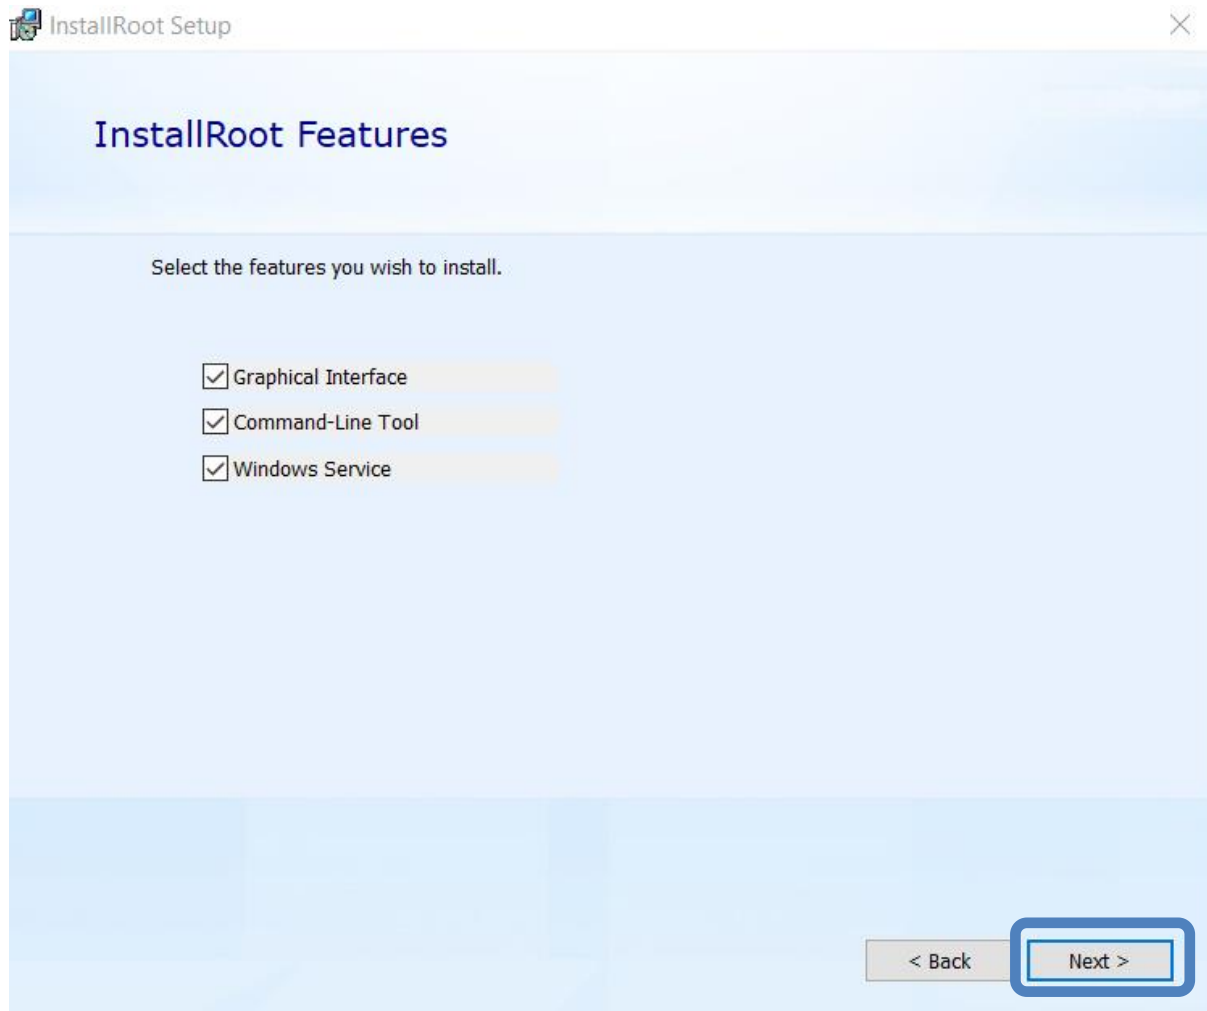 InstallRoot Setup
InstallRoot Features
Select the features you wish to install.
Graphical Interface
Command-Line Tool
Windows Service
< Back
Next >